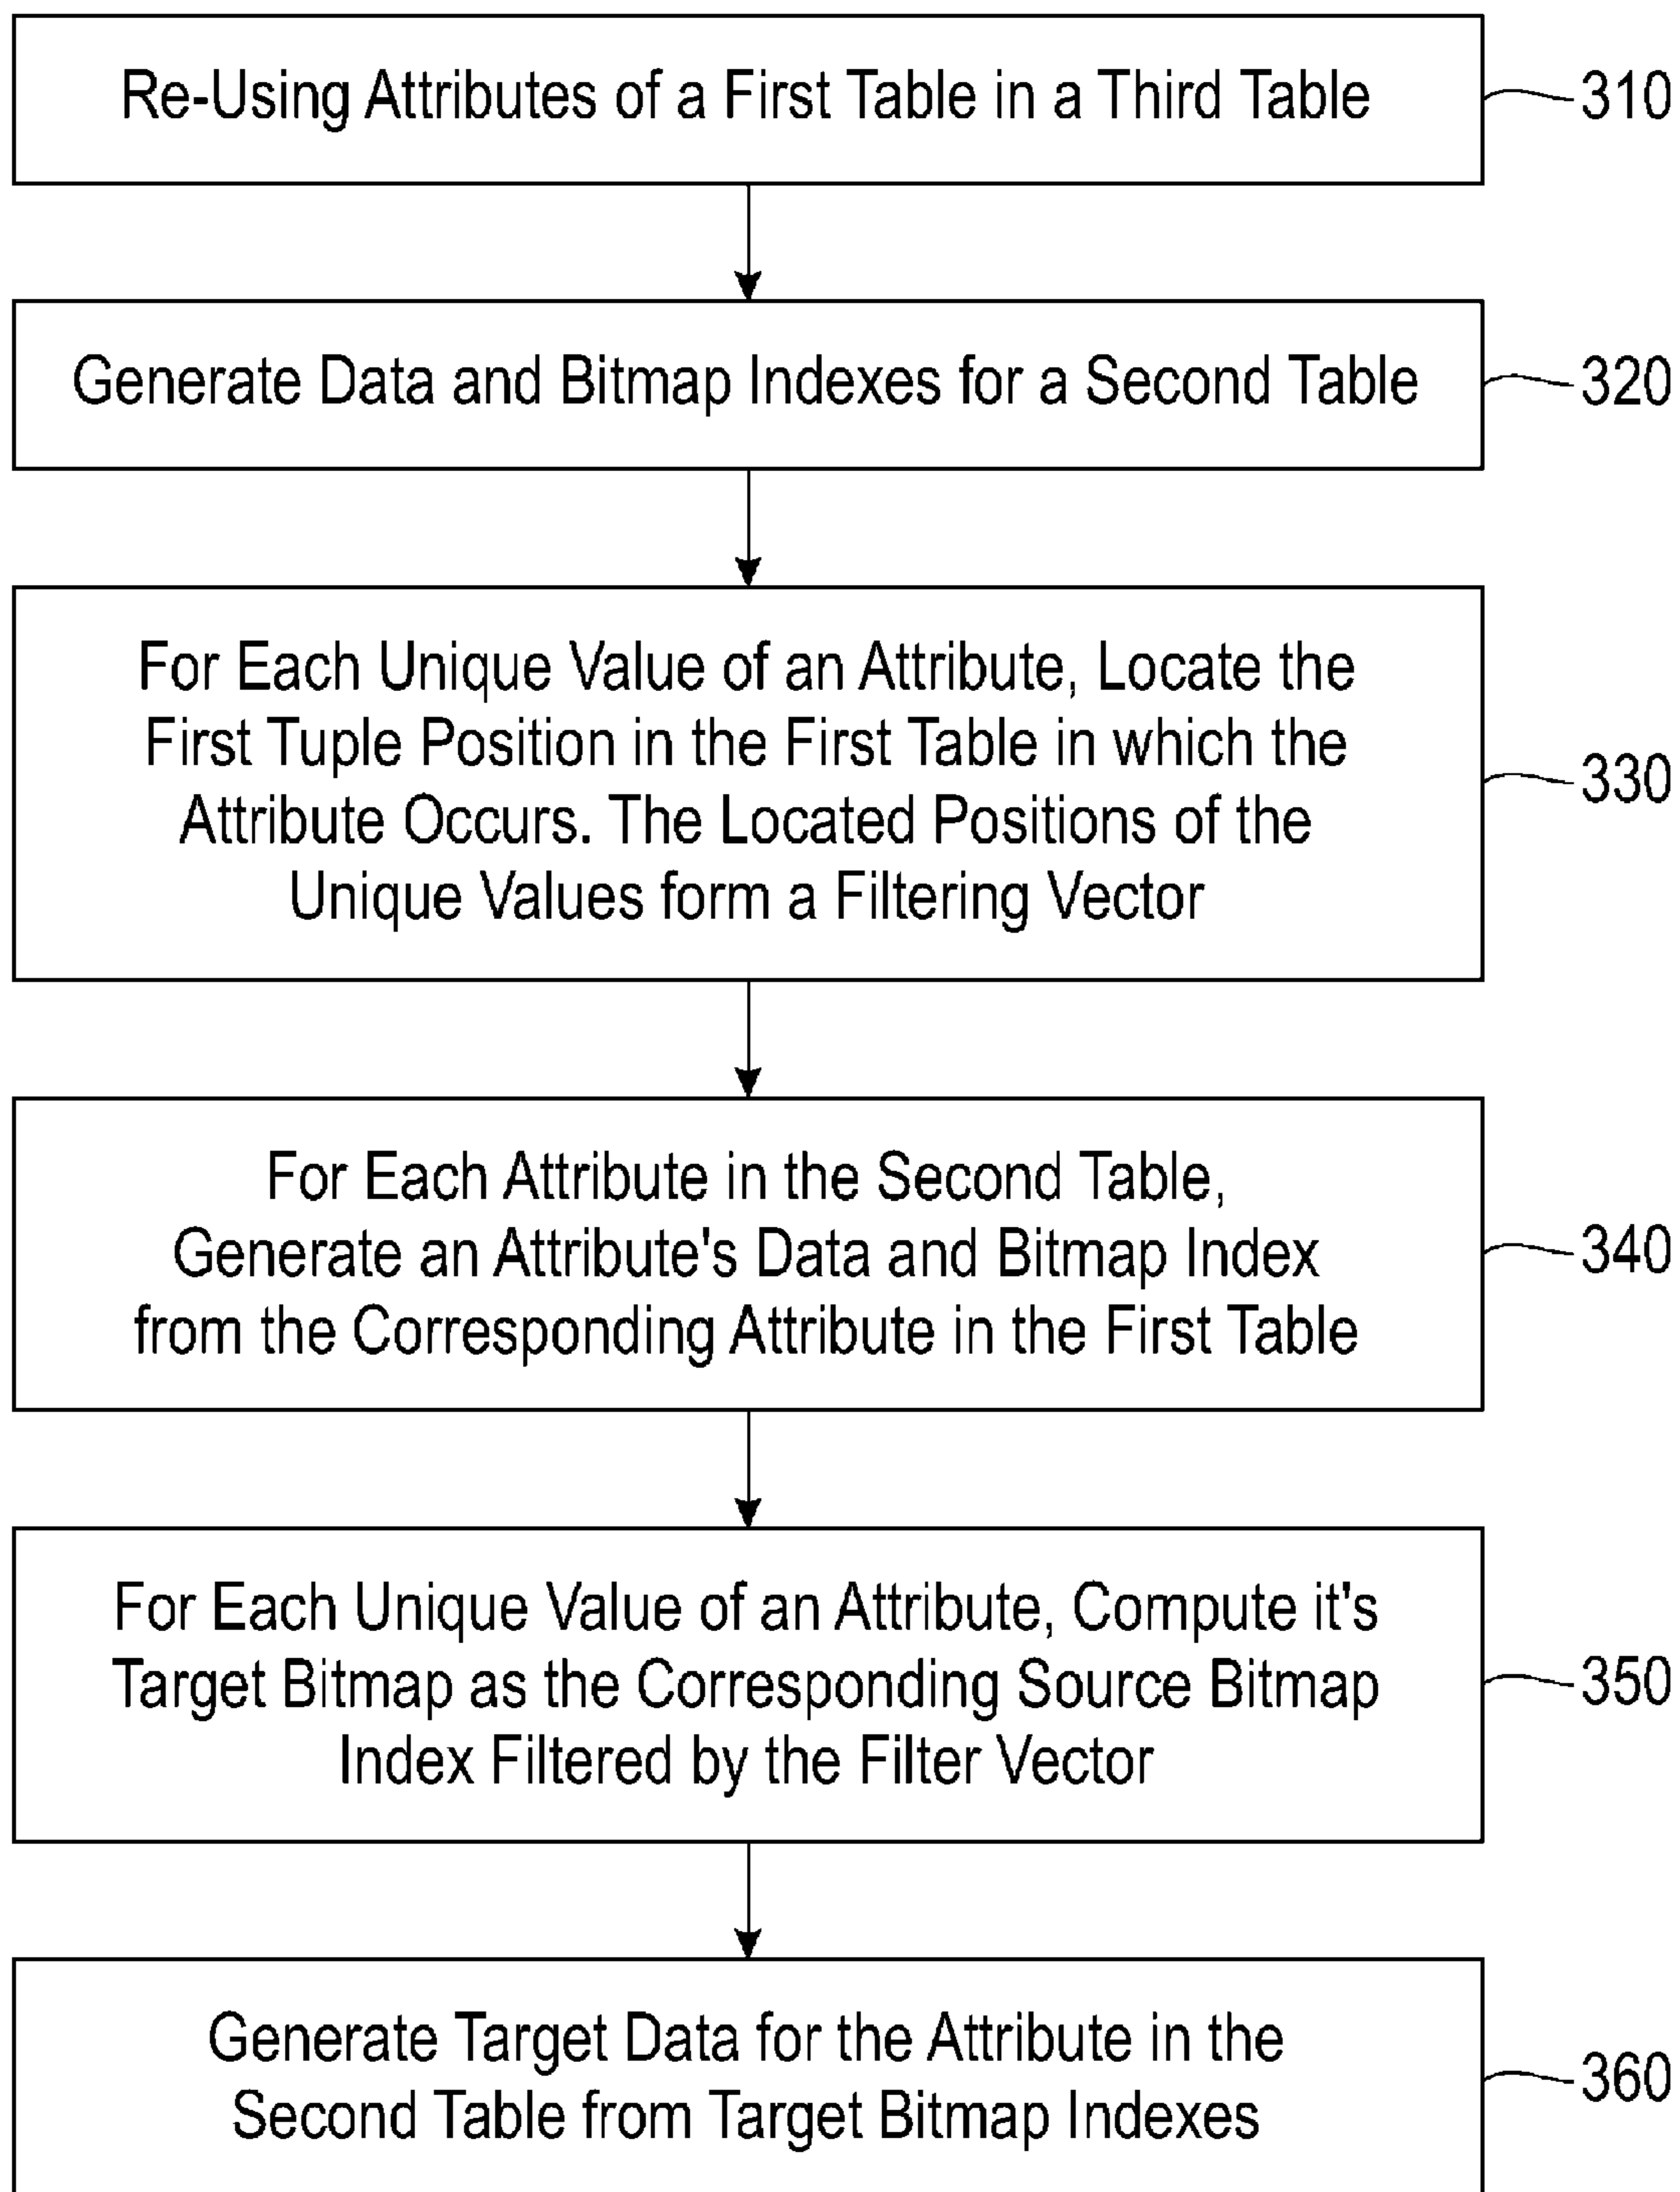 Re-Using Attributes of a First Table in a Third Table
310
Generate Data and Bitmap Indexes for a Second Table
320
For Each Unique Value of an Attribute, Locate the
First Tuple Position in the First Table in which the
Attribute Occurs. The Located Positions of the
Unique Values form a Filtering Vector
330
For Each Attribute in the Second Table,
Generate an Attribute's Data and Bitmap Index
from the Corresponding Attribute in the First Table
340
For Each Unique Value of an Attribute, Compute it's
Target Bitmap as the Corresponding Source Bitmap
Index Filtered by the Filter Vector
350
Generate Target Data for the Attribute in the
Second Table from Target Bitmap Indexes
360